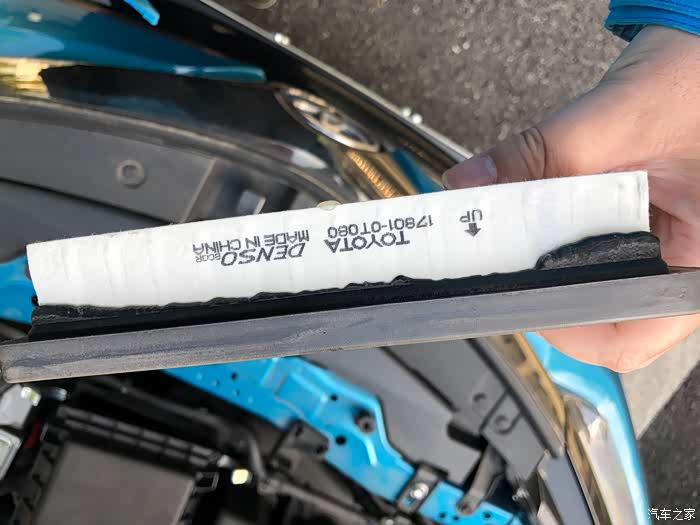 UP
TOYOTA
17801-0T080
DENSO
MADE IN CHINA
汽车之家